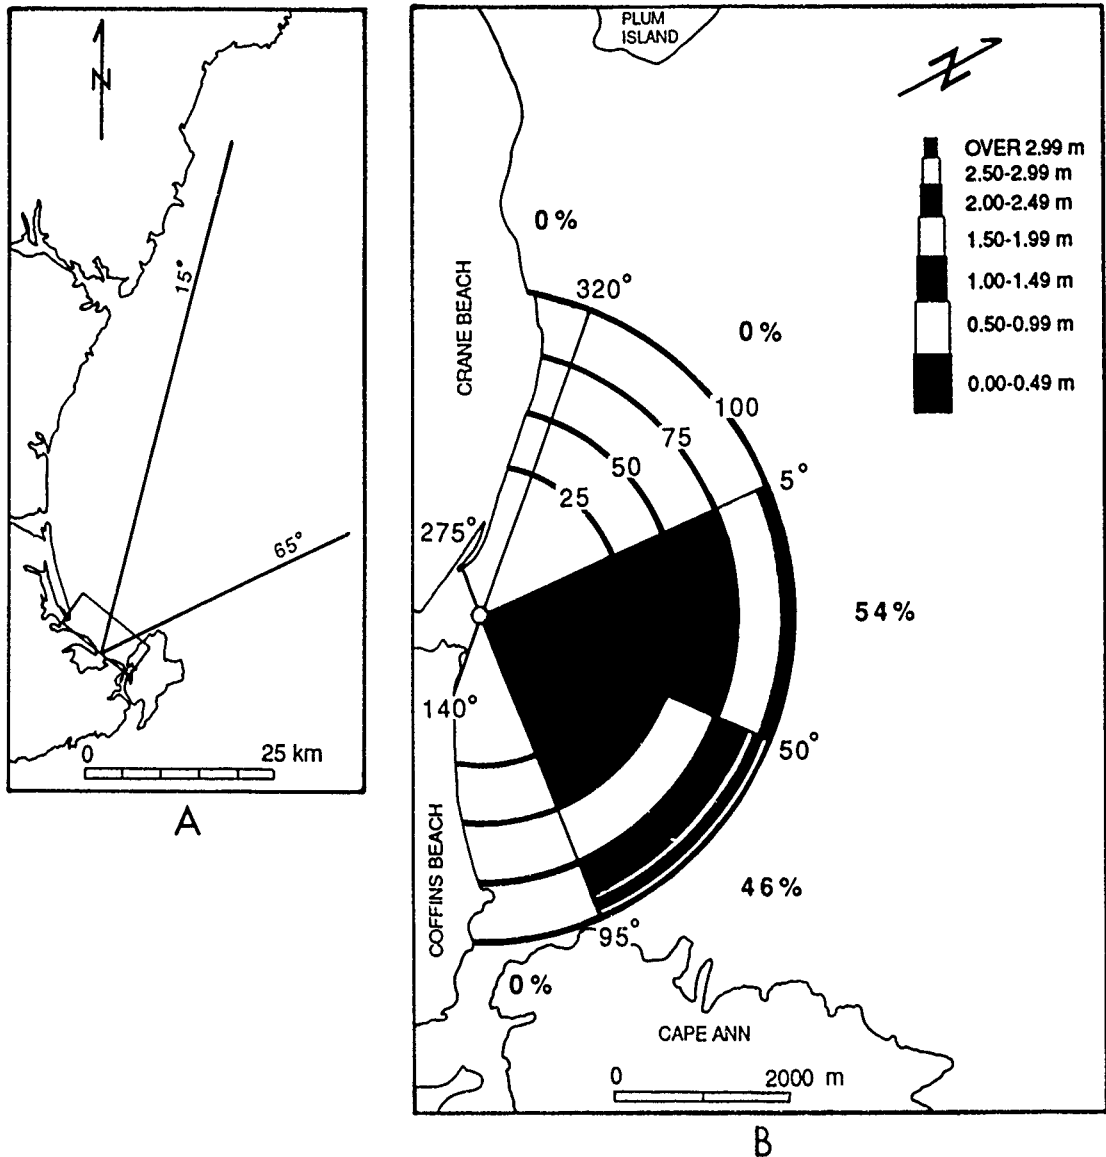 N
15°
65°
0 25 km
A
PLUM
ISLAND
N
OVER 2.99 m
2.50-2.99 m
2.00-2.49 m
1.50-1.99 m
1.00-1.49 m
0.50-0.99 m
0.00-0.49 m
0%
CRANE BEACH
320°
0%
100
75
50
25
5°
275°
54%
140°
50°
COFFINS BEACH
46%
95°
0%
CAPE ANN
0 2000 m
B